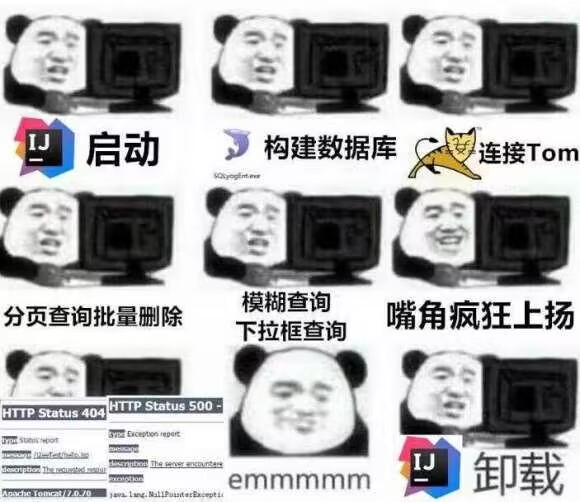 IJ 启动
SQLyogEnt.exe
构建数据库
连接Tom
分页查询批量删除
模糊查询
下拉框查询
嘴角疯狂上扬
HTTP Status 404
type Status report
message /J2eeTest/hello.jsp
description The requested resour
Apache Tomcat/7.0.70
HTTP Status 500 -
type Exception report
message
description The server encountere
exception
java.lang.NullPointerExcepti
emmmmm
IJ 卸载